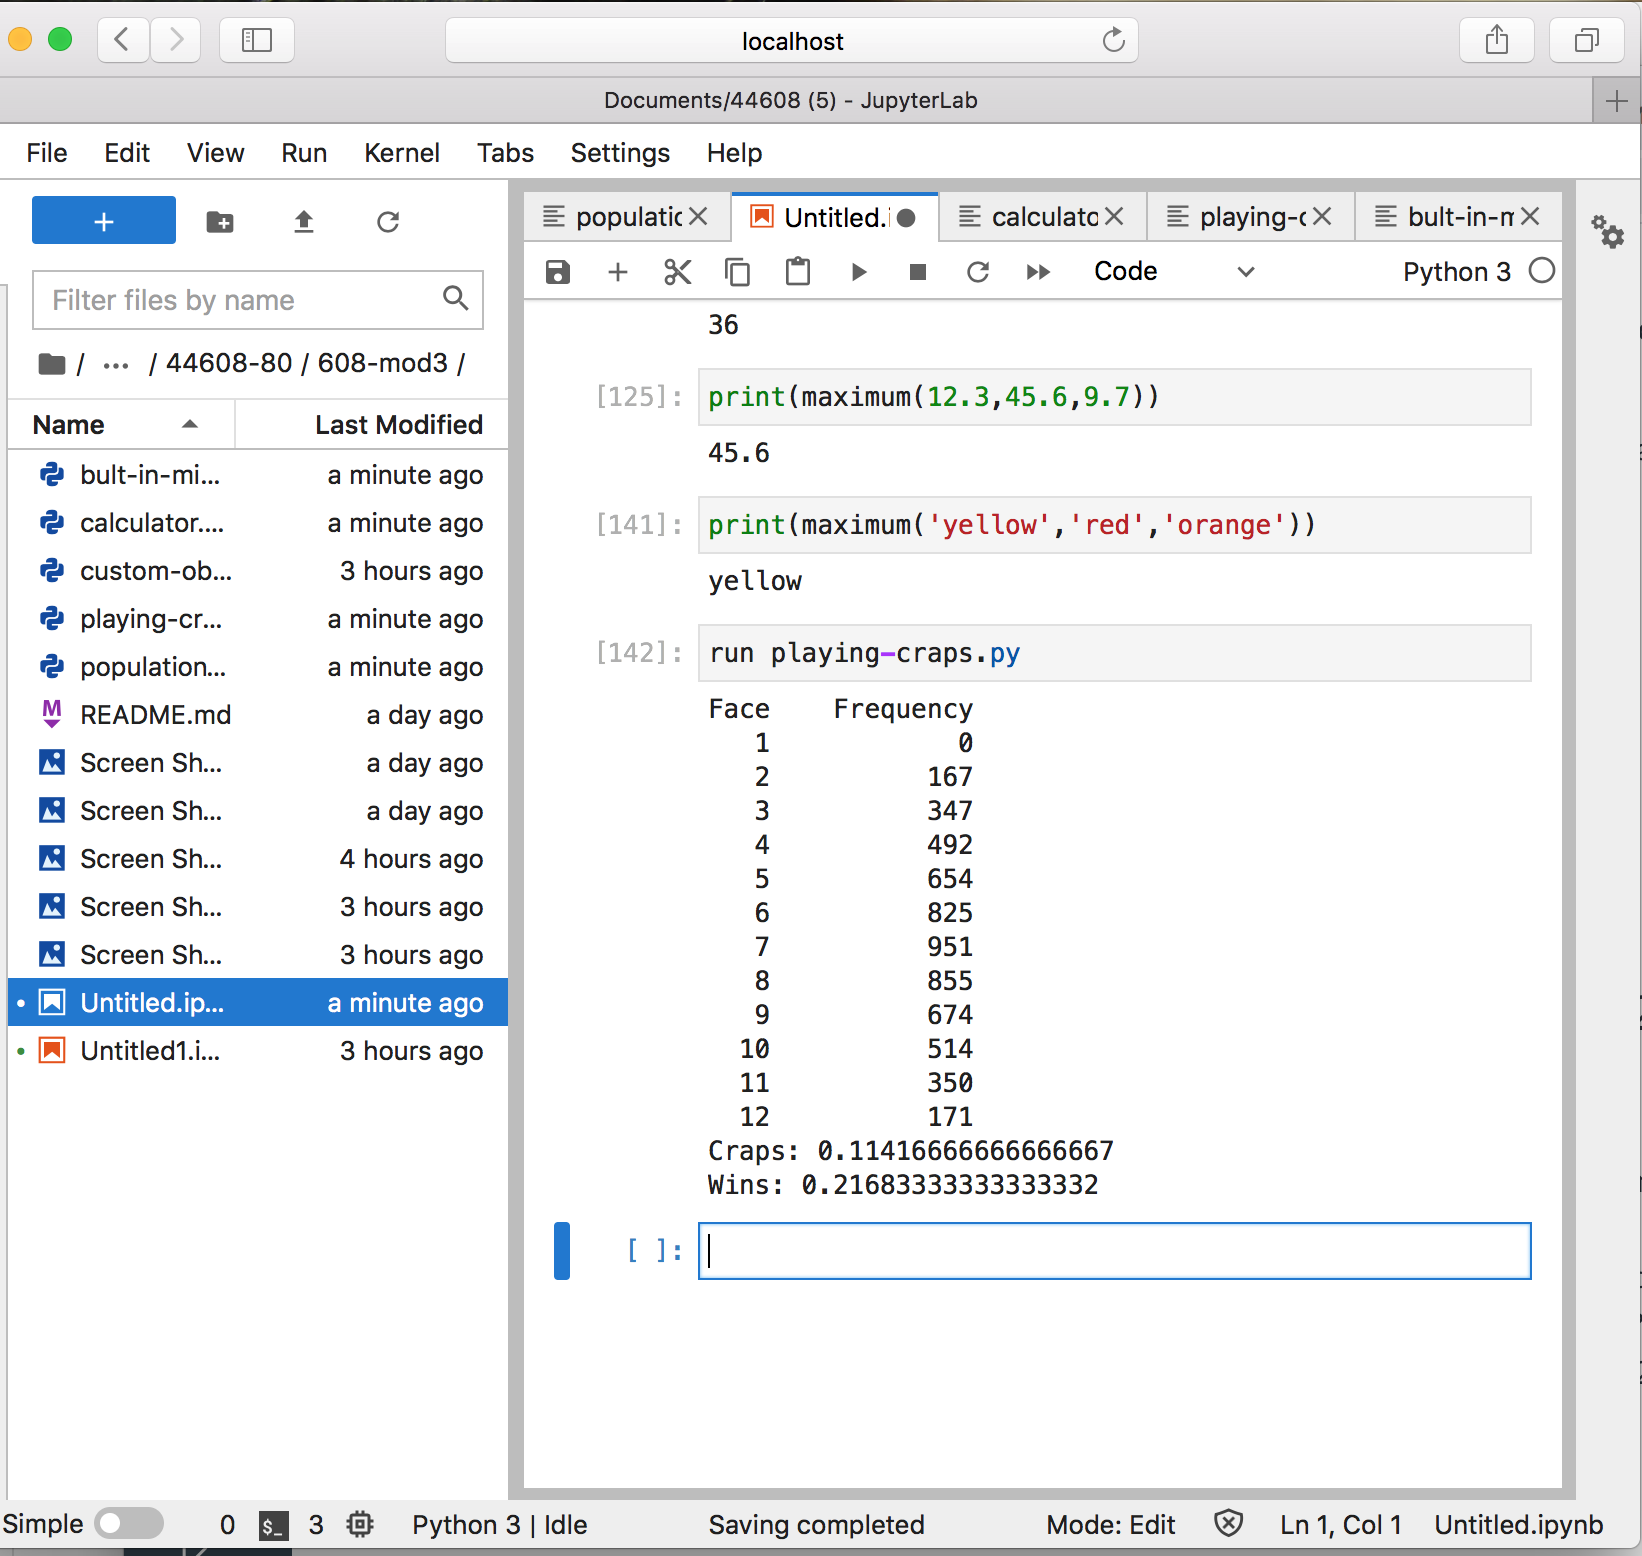 localhost
Documents/44608 (5) - JupyterLab
File Edit View Run Kernel Tabs Settings Help
Filter files by name
/ ... / 44608-80 / 608-mod3 /
Name Last Modified
bult-in-mi... a minute ago
calculator.... a minute ago
custom-ob... 3 hours ago
playing-cr... a minute ago
population... a minute ago
README.md a day ago
Screen Sh... a day ago
Screen Sh... a day ago
Screen Sh... 4 hours ago
Screen Sh... 3 hours ago
Screen Sh... 3 hours ago
Untitled.ip... a minute ago
Untitled1.i... 3 hours ago
populatic Untitled.i calculato playing-c bult-in-m
Code Python 3
36
[125]: print(maximum(12.3,45.6,9.7))
45.6
[141]: print(maximum('yellow','red','orange'))
yellow
[142]: run playing-craps.py
Face Frequency
1 0
2 167
3 347
4 492
5 654
6 825
7 951
8 855
9 674
10 514
11 350
12 171
Craps: 0.11416666666666667
Wins: 0.21683333333333332
[ ]:
Simple 0 $_ 3 Python 3 | Idle Saving completed Mode: Edit Ln 1, Col 1 Untitled.ipynb